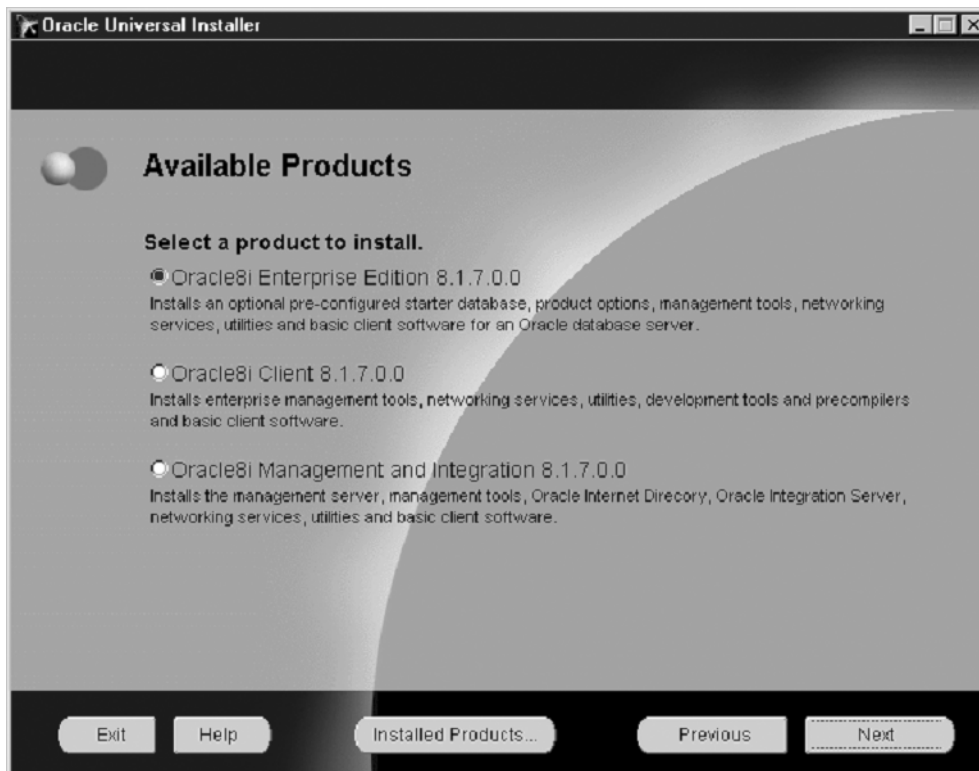 Oracle Universal Installer
Available Products
Select a product to install.
Oracle8i Enterprise Edition 8.1.7.0.0
Installs an optional pre-configured starter database, product options, management tools, networking
services, utilities and basic client software for an Oracle database server.
Oracle8i Client 8.1.7.0.0
Installs enterprise management tools, networking services, utilities, development tools and precompilers
and basic client software.
Oracle8i Management and Integration 8.1.7.0.0
Installs the management server, management tools, Oracle Internet Direcory, Oracle Integration Server,
networking services, utilities and basic client software.
Exit Help Installed Products... Previous Next